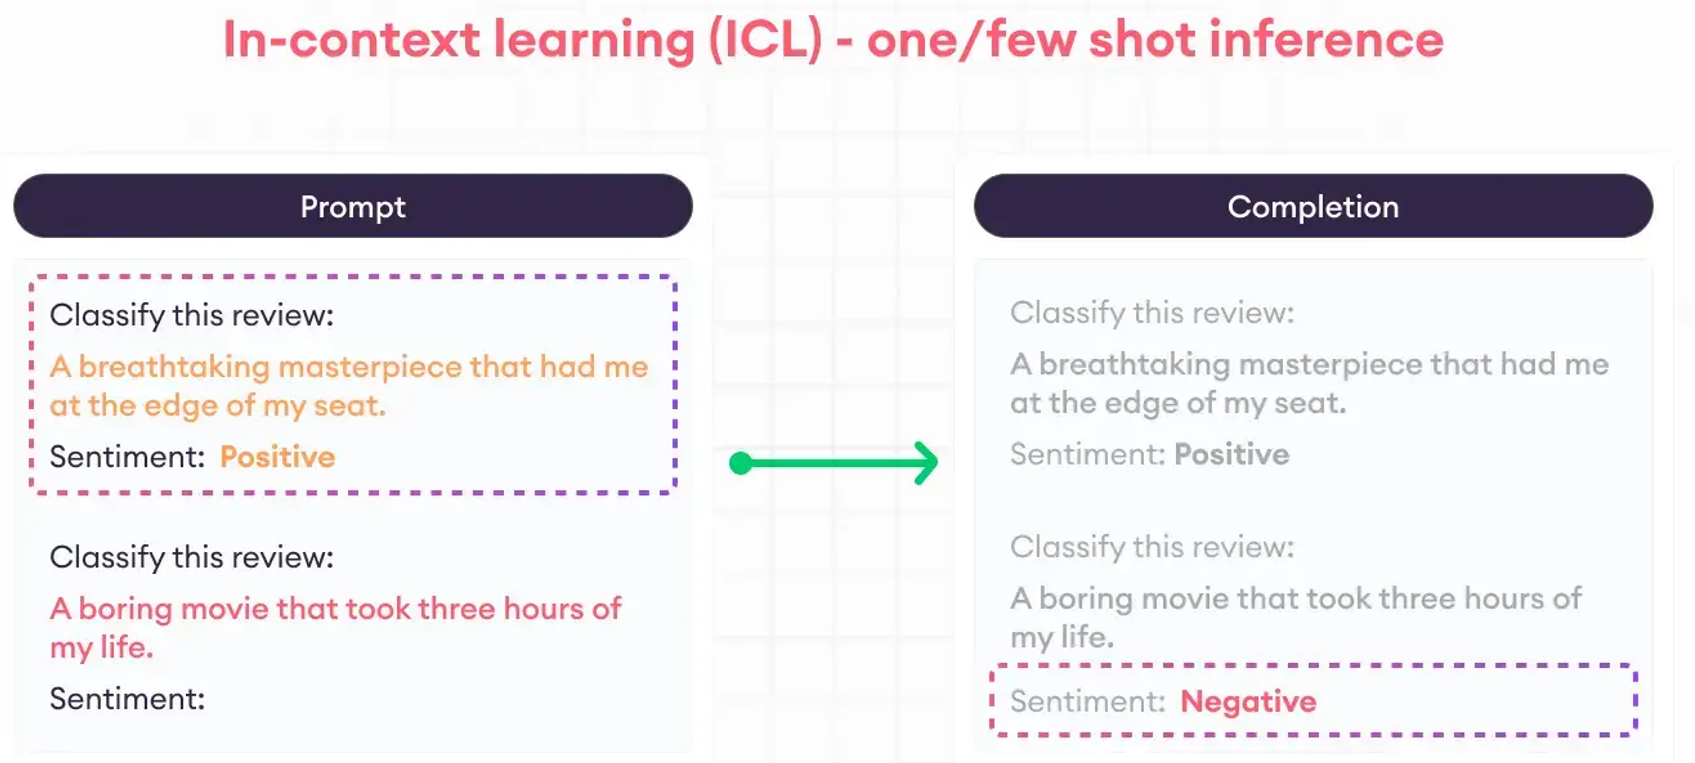 In-context learning (ICL) - one/few shot inference
Prompt
Classify this review:
A breathtaking masterpiece that had me
at the edge of my seat.
Sentiment: Positive
Classify this review:
A boring movie that took three hours of
my life.
Sentiment:
Completion
Classify this review:
A breathtaking masterpiece that had me
at the edge of my seat.
Sentiment: Positive
Classify this review:
A boring movie that took three hours of
my life.
Sentiment: Negative